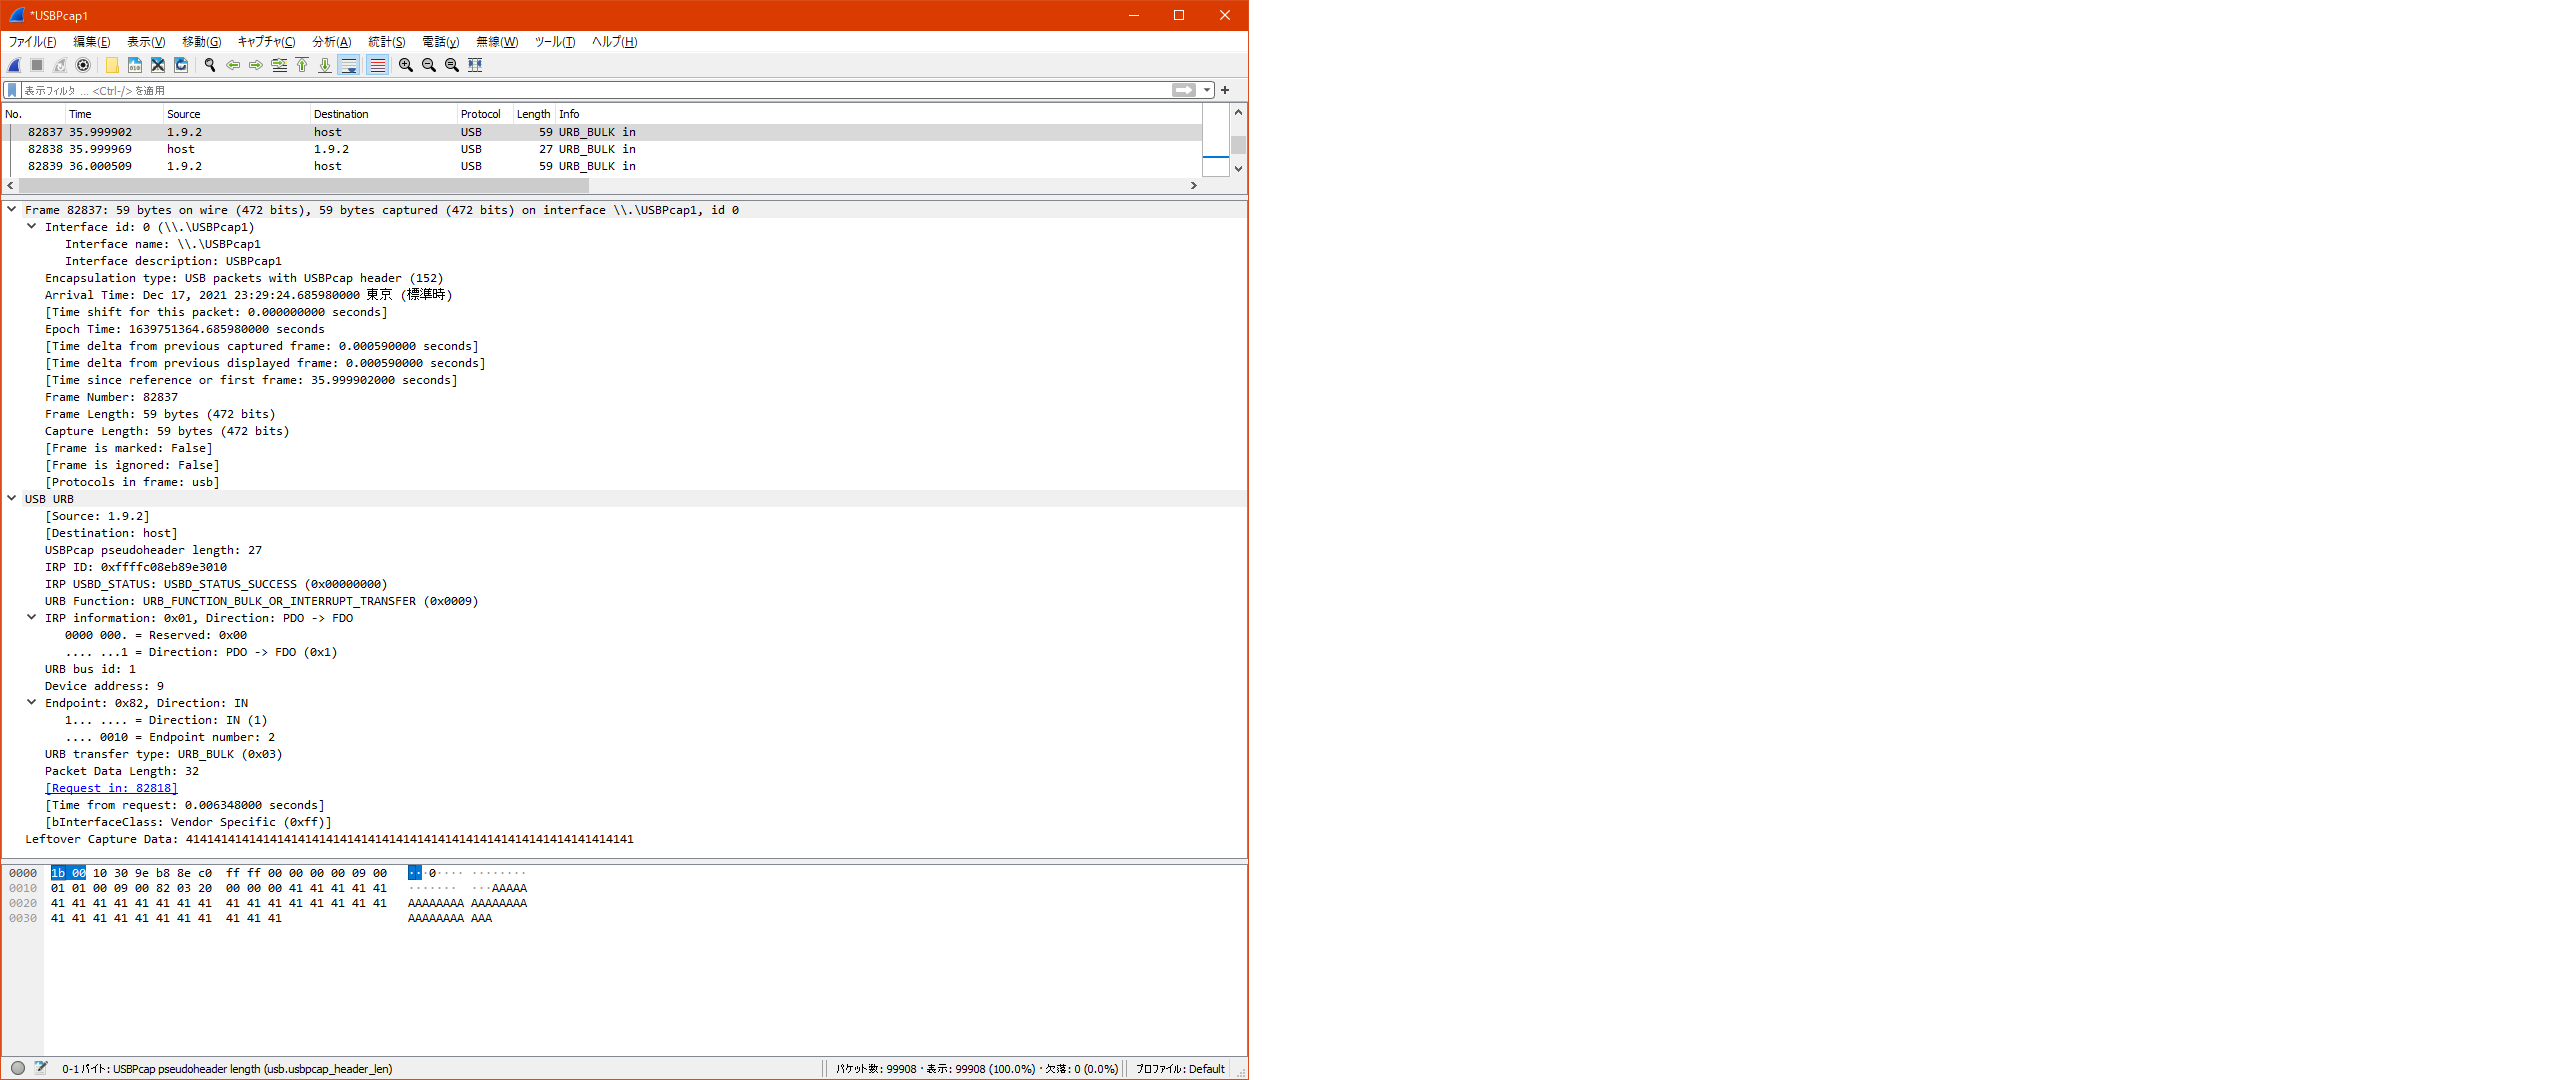 *USBPcap1
ファイル(F) 編集(E) 表示(V) 移動(G) キャプチャ(C) 分析(A) 統計(S) 電話(y) 無線(W) ツール(T) ヘルプ(H)
表示フィルタ ... <Ctrl-/> を適用
No. Time Source Destination Protocol Length Info
82837 35.999902 1.9.2 host USB 59 URB_BULK in
82838 35.999969 host 1.9.2 USB 27 URB_BULK in
82839 36.000509 1.9.2 host USB 59 URB_BULK in
Frame 82837: 59 bytes on wire (472 bits), 59 bytes captured (472 bits) on interface \\.\USBPcap1, id 0
Interface id: 0 (\\.\USBPcap1)
Interface name: \\.\USBPcap1
Interface description: USBPcap1
Encapsulation type: USB packets with USBPcap header (152)
Arrival Time: Dec 17, 2021 23:29:24.685980000 東京 (標準時)
[Time shift for this packet: 0.000000000 seconds]
Epoch Time: 1639751364.685980000 seconds
[Time delta from previous captured frame: 0.000590000 seconds]
[Time delta from previous displayed frame: 0.000590000 seconds]
[Time since reference or first frame: 35.999902000 seconds]
Frame Number: 82837
Frame Length: 59 bytes (472 bits)
Capture Length: 59 bytes (472 bits)
[Frame is marked: False]
[Frame is ignored: False]
[Protocols in frame: usb]
USB URB
[Source: 1.9.2]
[Destination: host]
USBPcap pseudoheader length: 27
IRP ID: 0xffffc08eb89e3010
IRP USBD_STATUS: USBD_STATUS_SUCCESS (0x00000000)
URB Function: URB_FUNCTION_BULK_OR_INTERRUPT_TRANSFER (0x0009)
IRP information: 0x01, Direction: PDO -> FDO
0000 000. = Reserved: 0x00
.... ...1 = Direction: PDO -> FDO (0x1)
URB bus id: 1
Device address: 9
Endpoint: 0x82, Direction: IN
1... .... = Direction: IN (1)
.... 0010 = Endpoint number: 2
URB transfer type: URB_BULK (0x03)
Packet Data Length: 32
[Request in: 82818]
[Time from request: 0.006348000 seconds]
[bInterfaceClass: Vendor Specific (0xff)]
Leftover Capture Data: 4141414141414141414141414141414141414141414141414141414141414141
0000 1b 00 10 30 9e b8 8e c0 ff ff 00 00 00 00 09 00 ···0···· ········
0010 01 01 00 09 00 82 03 20 00 00 00 41 41 41 41 41 ······· ···AAAAA
0020 41 41 41 41 41 41 41 41 41 41 41 41 41 41 41 41 AAAAAAAA AAAAAAAA
0030 41 41 41 41 41 41 41 41 41 41 41 AAAAAAAA AAA
0-1 バイト: USBPcap pseudoheader length (usb.usbpcap_header_len) パケット数: 99908 · 表示: 99908 (100.0%) · 欠落: 0 (0.0%) プロファイル: Default